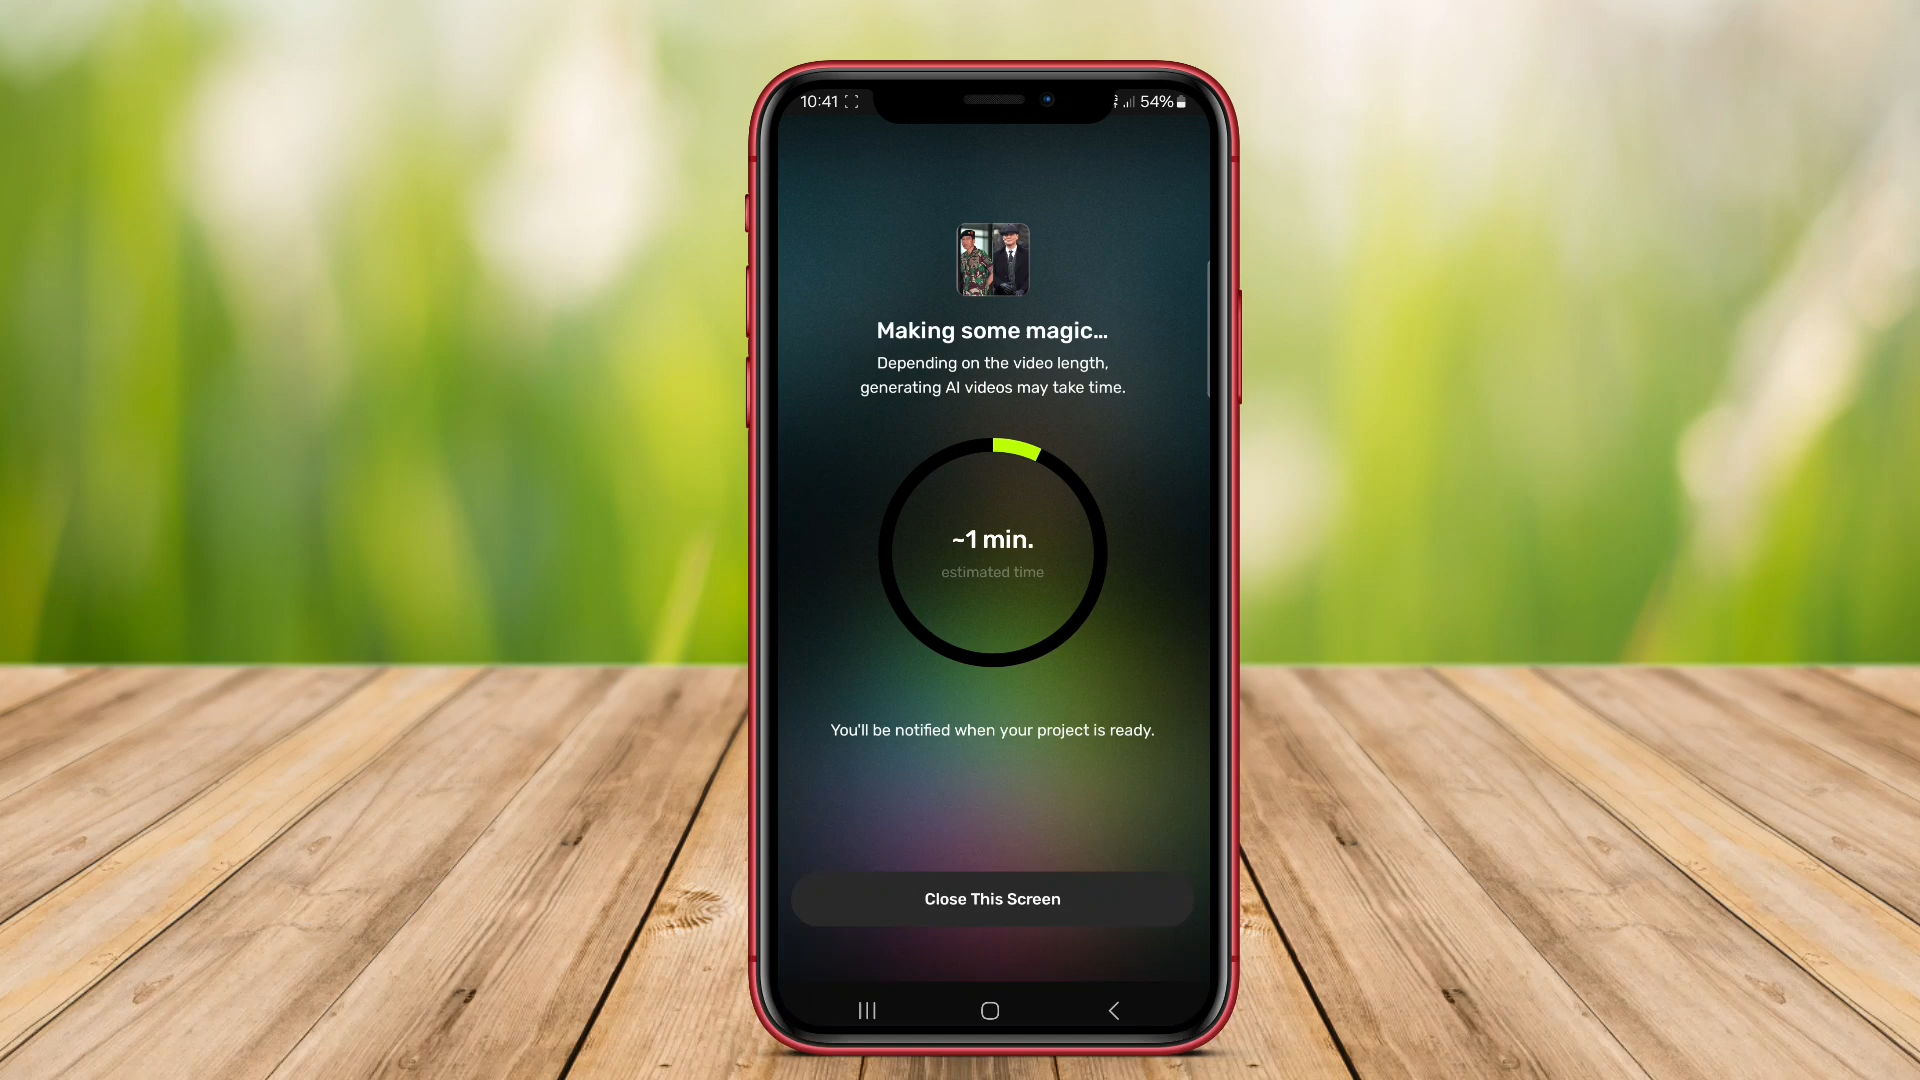 10:41
54%
Making some magic...
Depending on the video length,
generating AI videos may take time.
~1 min.
estimated time
You'll be notified when your project is ready.
Close This Screen